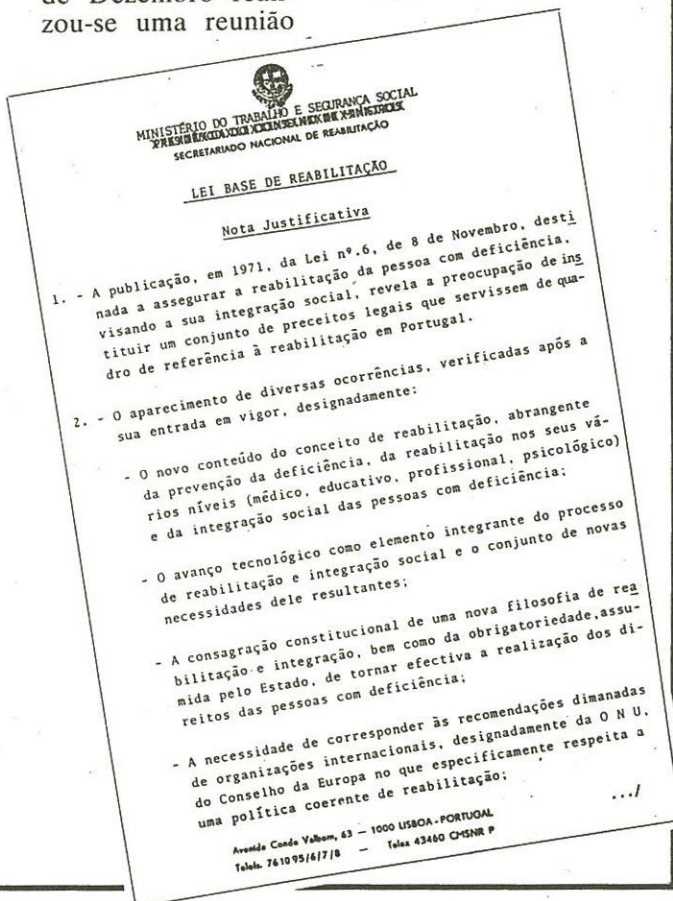 de Dezembro reali-
zou-se uma reunião
MINISTÉRIO DO TRABALHO E SEGURANÇA SOCIAL
SECRETARIADO NACIONAL DE REABILITAÇÃO
LEI BASE DE REABILITAÇÃO
Nota Justificativa
1. - A publicação, em 1971, da Lei nº.6, de 8 de Novembro, desti
nada a assegurar a reabilitação da pessoa com deficiência,
visando a sua integração social, revela a preocupação de ins
tituir um conjunto de preceitos legais que servissem de qua-
dro de referência à reabilitação em Portugal.
2. - O aparecimento de diversas ocorrências, verificadas após a
sua entrada em vigor, designadamente:
- O novo conteúdo do conceito de reabilitação, abrangente
da prevenção da deficiência, da reabilitação nos seus vá-
rios níveis (médico, educativo, profissional, psicológico)
e da integração social das pessoas com deficiência;
- O avanço tecnológico como elemento integrante do processo
de reabilitação e integração social e o conjunto de novas
necessidades dele resultantes;
- A consagração constitucional de uma nova filosofia de rea
bilitação e integração, bem como da obrigatoriedade,assu-
mida pelo Estado, de tornar efectiva a realização dos di-
reitos das pessoas com deficiência;
- A necessidade de corresponder às recomendações dimanadas
de organizações internacionais, designadamente da O N U,
do Conselho da Europa no que especificamente respeita a
uma política coerente de reabilitação;
.../
Avenida Conde Valbom, 63 — 1000 LISBOA - PORTUGAL
Telefs. 761095/6/7/8 — Telex 43460 CMSNR P